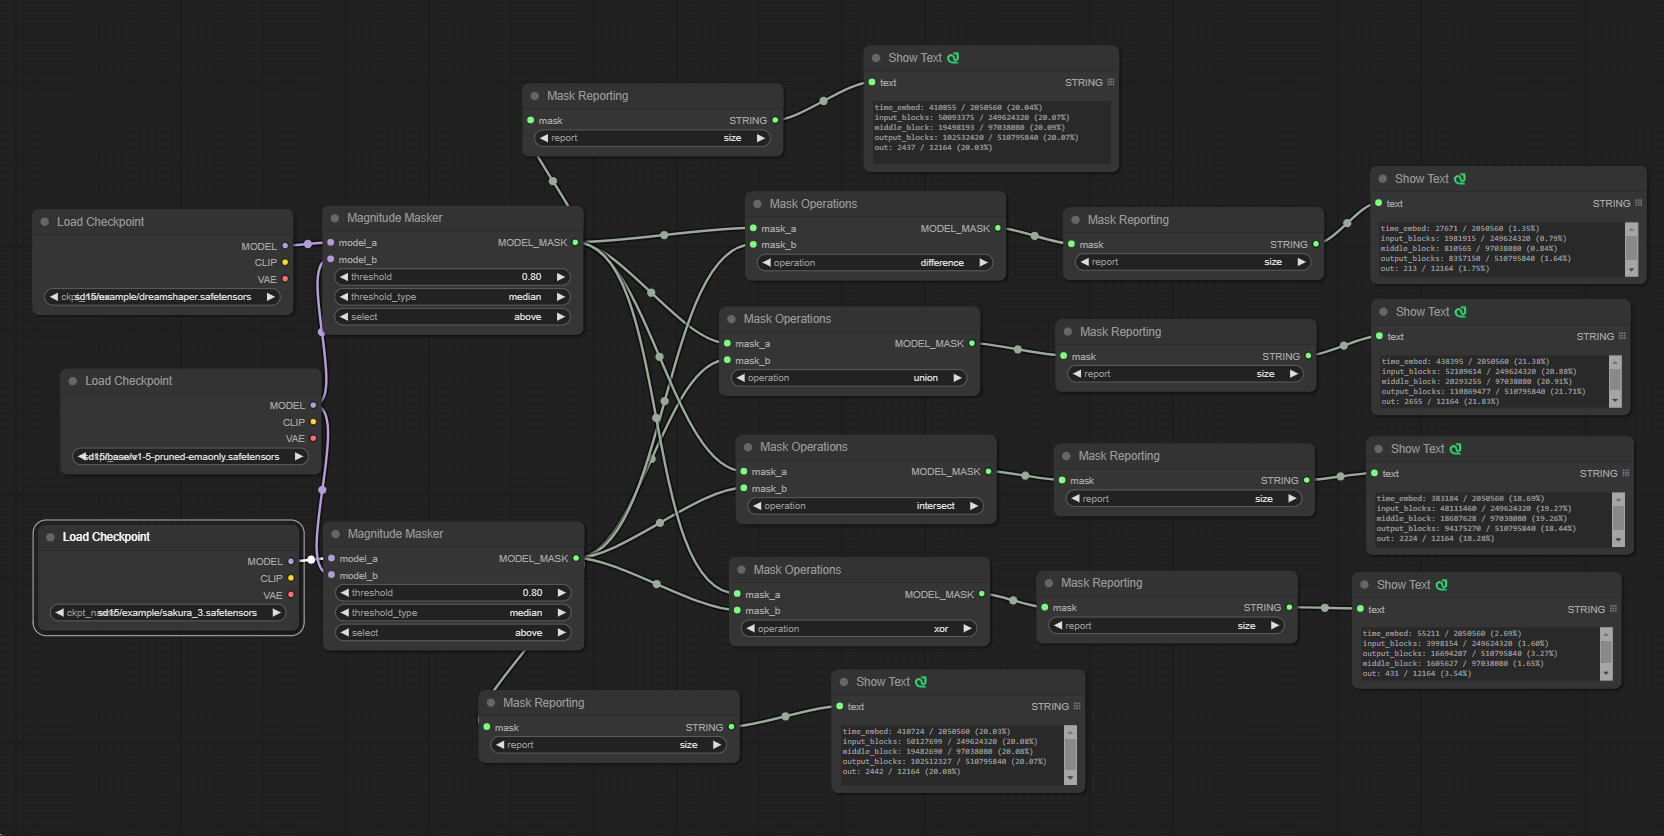 Show Text
text STRING
time_embed: 410855 / 2050560 (20.04%)
input_blocks: 50093375 / 249624320 (20.07%)
middle_block: 19498193 / 97038080 (20.09%)
output_blocks: 102532420 / 510795840 (20.07%)
out: 2437 / 12164 (20.03%)
Mask Reporting
mask STRING
report size
Load Checkpoint
MODEL
CLIP
VAE
sd15/example/dreamshaper.safetensors
Magnitude Masker
model_a MODEL_MASK
model_b
threshold 0.80
threshold_type median
select above
Mask Operations
mask_a MODEL_MASK
mask_b
operation difference
Mask Reporting
mask STRING
report size
Show Text
text STRING
time_embed: 27671 / 2050560 (1.35%)
input_blocks: 1981915 / 249624320 (0.79%)
middle_block: 810565 / 97038080 (0.84%)
output_blocks: 8357150 / 510795840 (1.64%)
out: 213 / 12164 (1.75%)
Mask Operations
mask_a MODEL_MASK
mask_b
operation union
Mask Reporting
mask STRING
report size
Show Text
text STRING
time_embed: 438395 / 2050560 (21.38%)
input_blocks: 52109614 / 249624320 (20.88%)
middle_block: 20293255 / 97038080 (20.91%)
output_blocks: 110869477 / 510795840 (21.71%)
out: 2655 / 12164 (21.83%)
Load Checkpoint
MODEL
CLIP
VAE
v1-5-pruned-emaonly.safetensors
Mask Operations
mask_a MODEL_MASK
mask_b
operation intersect
Mask Reporting
mask STRING
report size
Show Text
text STRING
time_embed: 383184 / 2050560 (18.69%)
input_blocks: 48111460 / 249624320 (19.27%)
middle_block: 18687628 / 97038080 (19.26%)
output_blocks: 94175270 / 510795840 (18.44%)
out: 2224 / 12164 (18.28%)
Load Checkpoint
MODEL
CLIP
VAE
sd15/example/sakura_3.safetensors
Magnitude Masker
model_a MODEL_MASK
model_b
threshold 0.80
threshold_type median
select above
Mask Operations
mask_a MODEL_MASK
mask_b
operation xor
Mask Reporting
mask STRING
report size
Show Text
text STRING
time_embed: 55211 / 2050560 (2.69%)
input_blocks: 3998154 / 249624320 (1.60%)
output_blocks: 16694207 / 510795840 (3.27%)
middle_block: 1605627 / 97038080 (1.65%)
out: 431 / 12164 (3.54%)
Mask Reporting
mask STRING
report size
Show Text
text STRING
time_embed: 410724 / 2050560 (20.03%)
input_blocks: 50127699 / 249624320 (20.08%)
middle_block: 19482690 / 97038080 (20.08%)
output_blocks: 102512327 / 510795840 (20.07%)
out: 2442 / 12164 (20.08%)